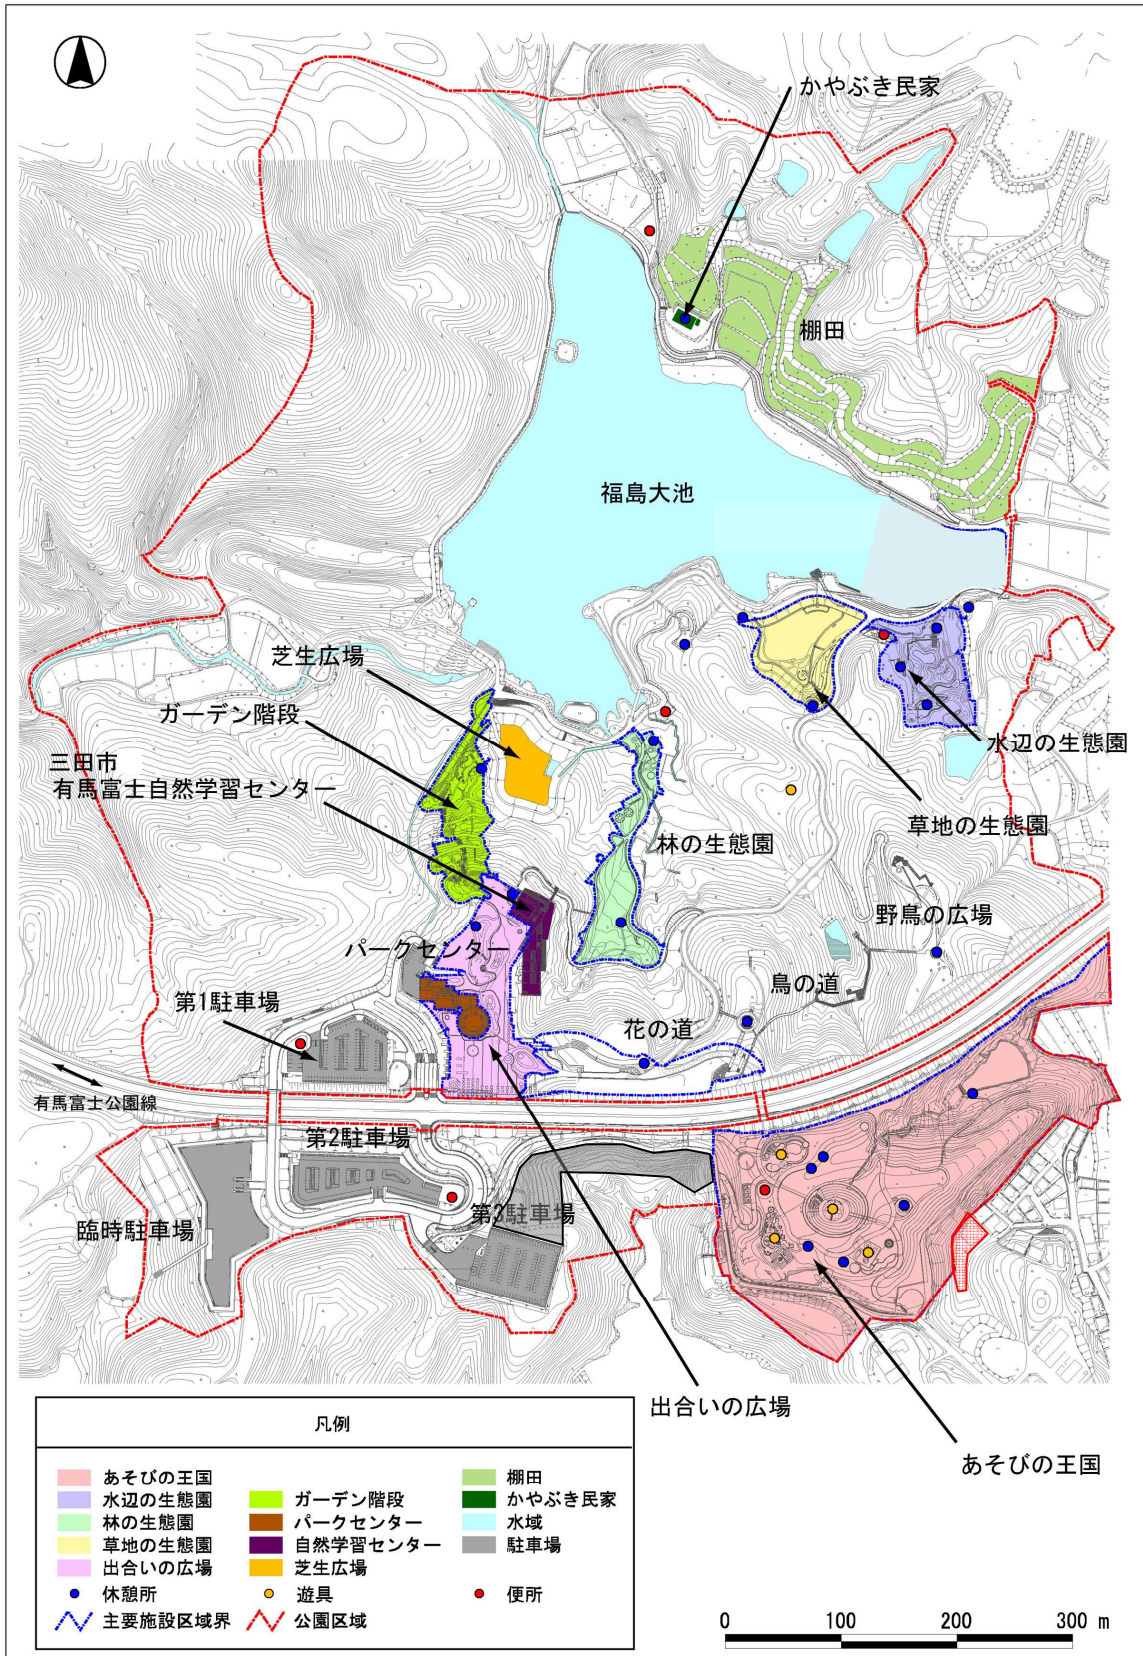 かやぶき民家
棚田
福島大池
芝生広場
ガーデン階段
三田市
有馬富士自然学習センター
水辺の生態園
草地の生態園
林の生態園
野鳥の広場
パークセンター
鳥の道
第1駐車場
花の道
有馬富士公園線
第2駐車場
第3駐車場
臨時駐車場
出合いの広場
あそびの王国
凡例
あそびの王国
水辺の生態園
林の生態園
草地の生態園
出合いの広場
ガーデン階段
パークセンター
自然学習センター
芝生広場
棚田
かやぶき民家
水域
駐車場
休憩所
遊具
便所
主要施設区域界
公園区域
0 100 200 300 m